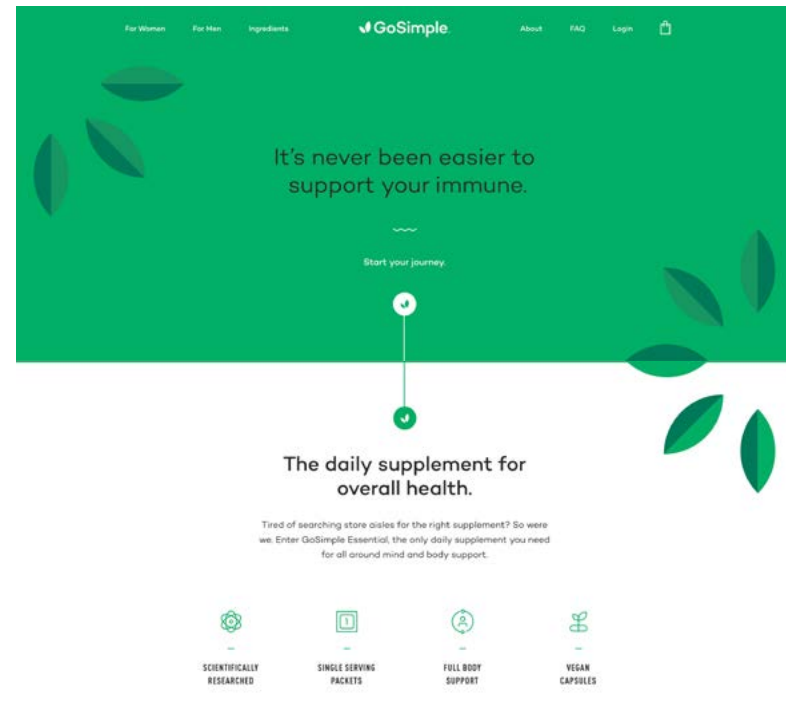 For Women For Men Ingredients GoSimple. About FAQ Login
It's never been easier to
support your immune.
Start your journey.
The daily supplement for
overall health.
Tired of searching store aisles for the right supplement? So were
we. Enter GoSimple Essential, the only daily supplement you need
for all around mind and body support.
SCIENTIFICALLY
RESEARCHED
SINGLE SERVING
PACKETS
FULL BODY
SUPPORT
VEGAN
CAPSULES